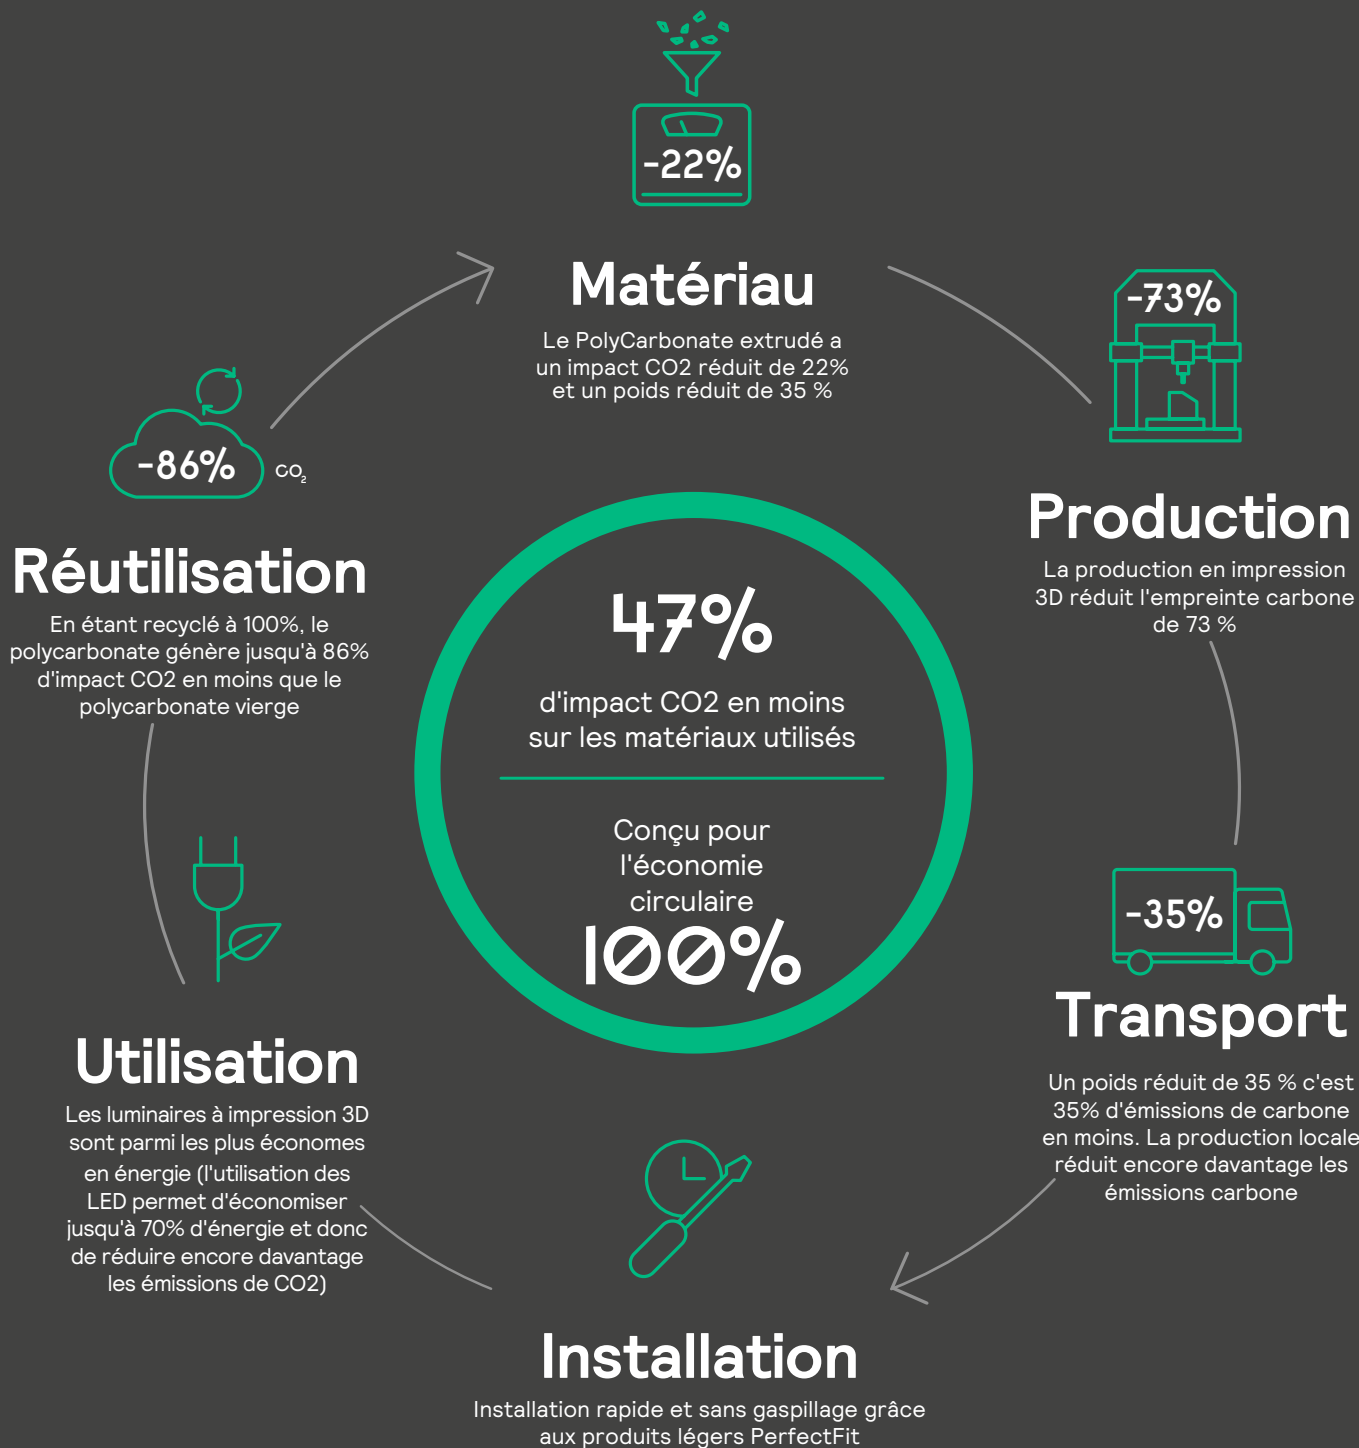 -22%
Matériau
Le PolyCarbonate extrudé a
un impact CO2 réduit de 22%
et un poids réduit de 35 %
-73%
Production
La production en impression
3D réduit l'empreinte carbone
de 73 %
-35%
Transport
Un poids réduit de 35 % c'est
35% d'émissions de carbone
en moins. La production locale
réduit encore davantage les
émissions carbone
Installation
Installation rapide et sans gaspillage grâce
aux produits légers PerfectFit
Utilisation
Les luminaires à impression 3D
sont parmi les plus économes
en énergie (l'utilisation des
LED permet d'économiser
jusqu'à 70% d'énergie et donc
de réduire encore davantage
les émissions de CO2)
-86%
CO₂
Réutilisation
En étant recyclé à 100%, le
polycarbonate génère jusqu'à 86%
d'impact CO2 en moins que le
polycarbonate vierge
47%
d'impact CO2 en moins
sur les matériaux utilisés
Conçu pour
l'économie
circulaire
100%